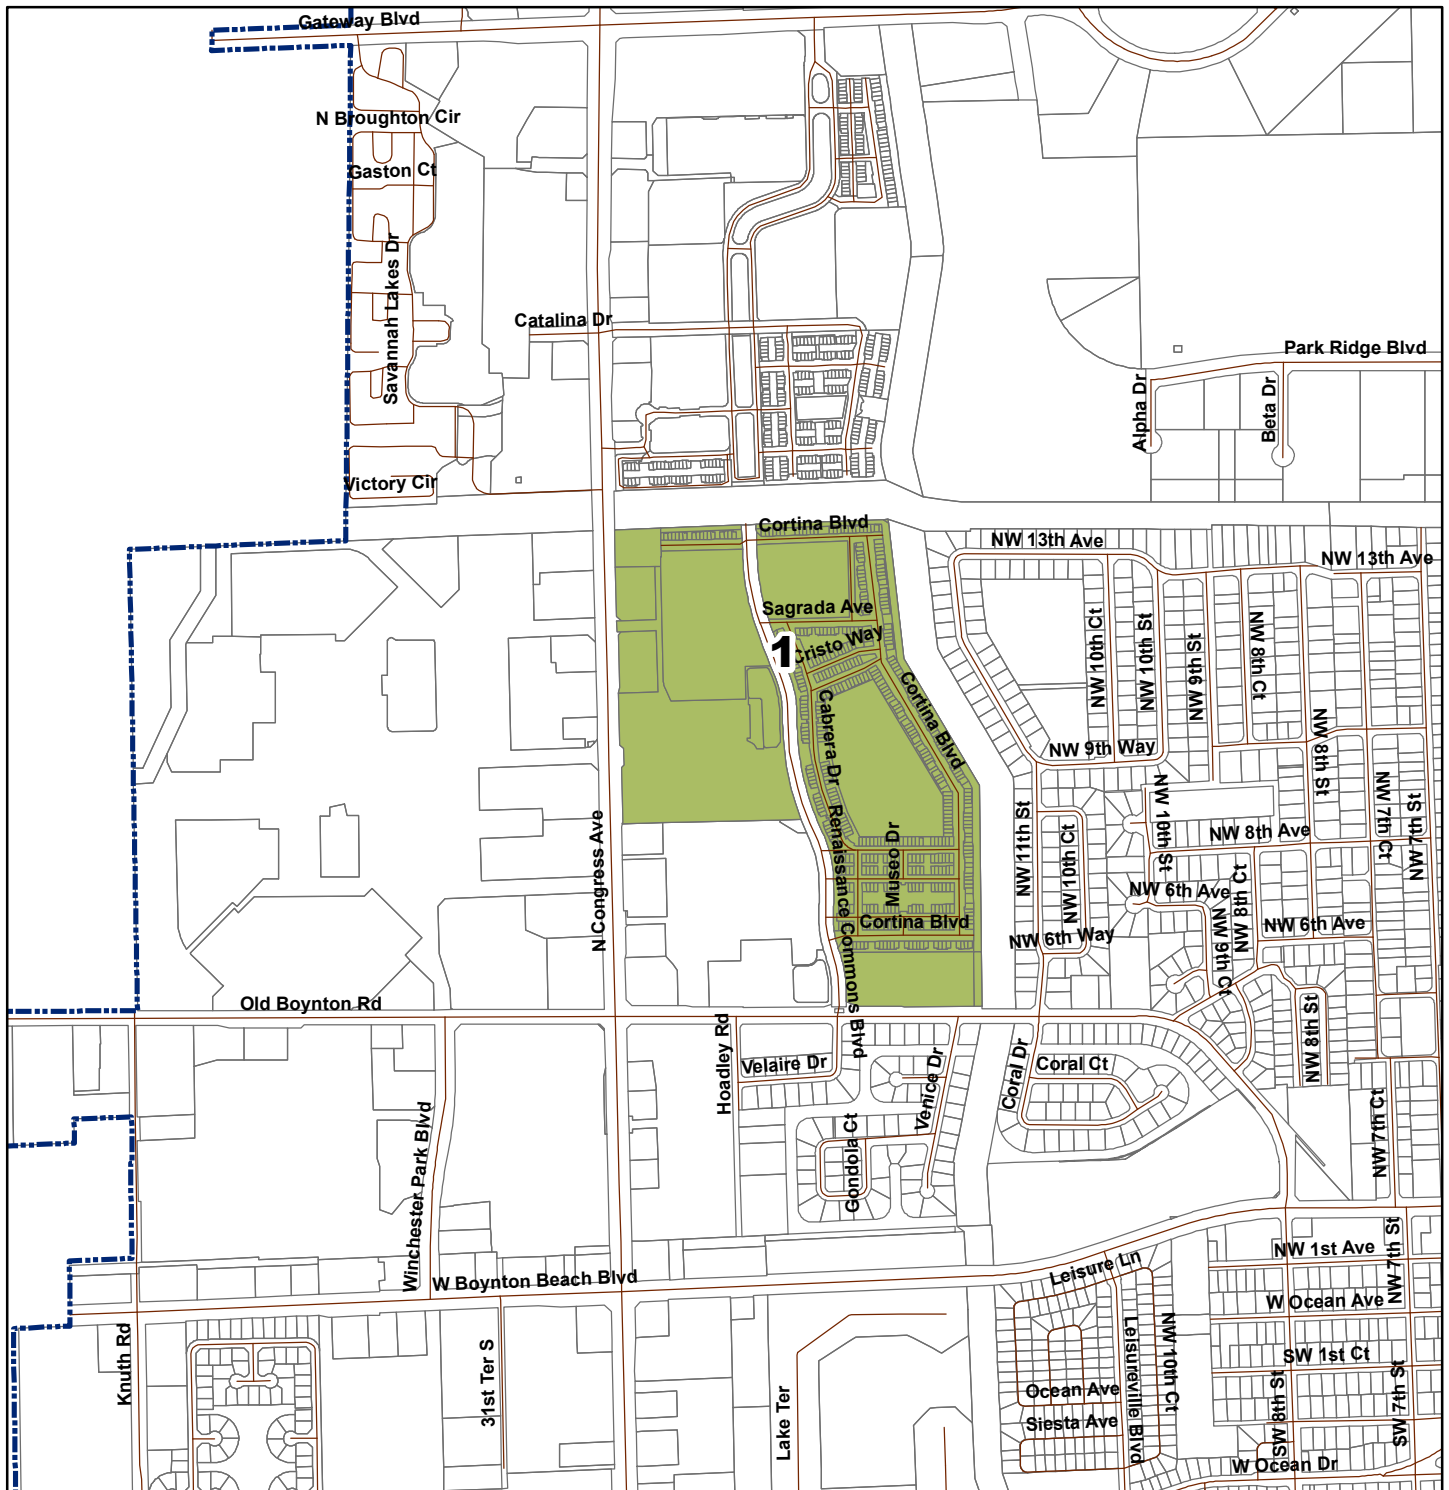 Gateway Blvd
N Broughton Cir
Gaston Ct
Savannah Lakes Dr
Catalina Dr
Park Ridge Blvd
Alpha Dr
Beta Dr
Victory Cir
Cortina Blvd
NW 13th Ave
NW 13th Ave
Sagrada Ave
1
Cristo Way
NW 10th Ct
NW 10th St
NW 9th St
NW 8th Ct
Cortina Blvd
Cabrera Dr
NW 9th Way
NW 8th St
NW 10th St
NW 7th Ct
NW 7th St
N Congress Ave
Renaissance Commons Blvd
Museo Dr
NW 11th St
NW 10th Ct
NW 8th Ave
NW 6th Ave
NW 8th Ct
NW 9th Ct
Cortina Blvd
NW 6th Way
NW 6th Ave
Old Boynton Rd
NW 8th St
Hoadley Rd
Velaire Dr
Venice Dr
Coral Dr
Coral Ct
Winchester Park Blvd
Gondola Ct
NW 7th Ct
NW 1st Ave
NW 7th St
Leisure Ln
W Boynton Beach Blvd
W Ocean Ave
Knuth Rd
31st Ter S
Lake Ter
Leisureville Blvd
NW 10th Ct
SW 1st Ct
Ocean Ave
Siesta Ave
SW 8th St
SW 7th St
W Ocean Dr